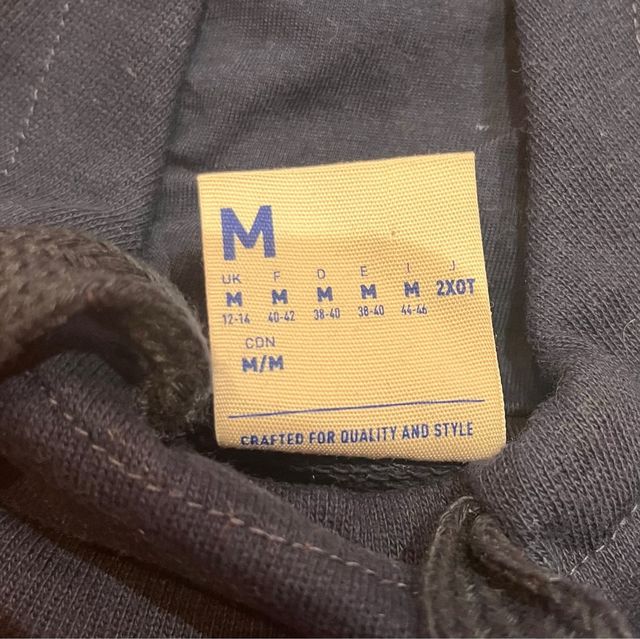 M
UK F D E I J
M M M M M 2XOT
12-14 40-42 38-40 38-40 44-46
CDN
M/M
CRAFTED FOR QUALITY AND STYLE